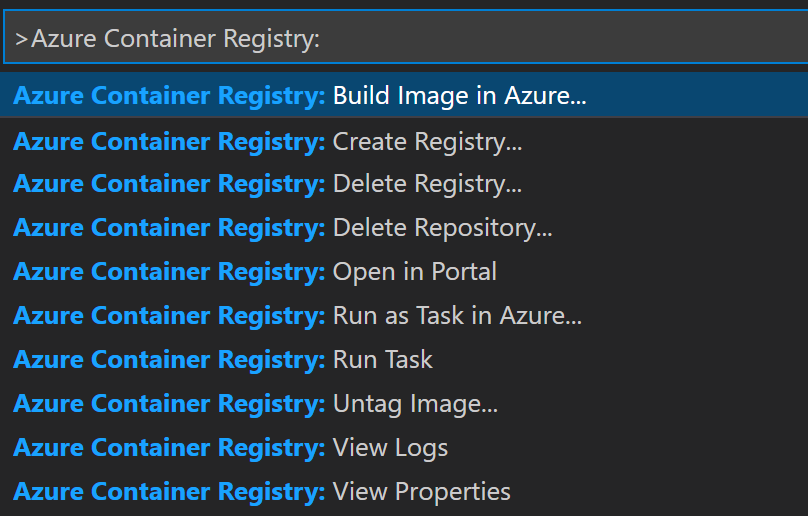 >Azure Container Registry:
Azure Container Registry: Build Image in Azure...
Azure Container Registry: Create Registry...
Azure Container Registry: Delete Registry...
Azure Container Registry: Delete Repository...
Azure Container Registry: Open in Portal
Azure Container Registry: Run as Task in Azure...
Azure Container Registry: Run Task
Azure Container Registry: Untag Image...
Azure Container Registry: View Logs
Azure Container Registry: View Properties